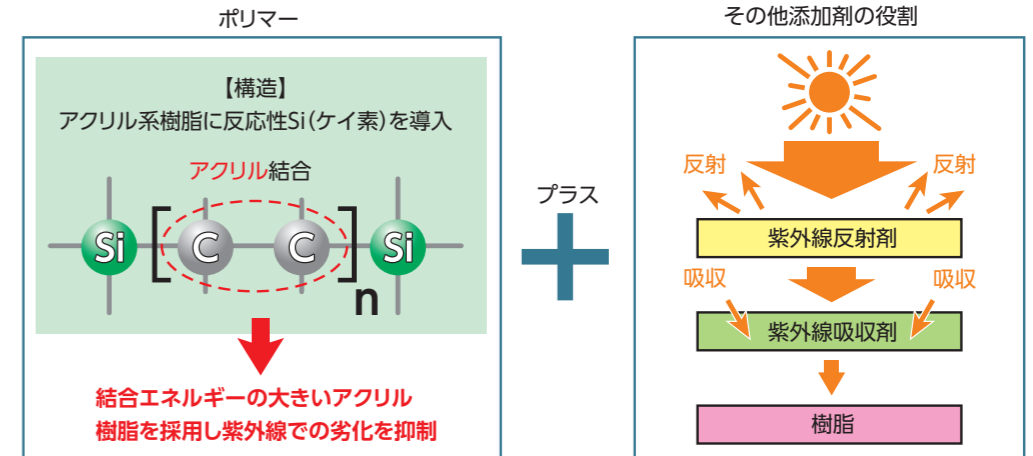 ポリマー
【構造】
アクリル系樹脂に反応性Si(ケイ素)を導入
アクリル結合
Si
C
C
Si
n
結合エネルギーの大きいアクリル
樹脂を採用し紫外線での劣化を抑制
プラス
その他添加剤の役割
反射
反射
紫外線反射剤
吸収
吸収
紫外線吸収剤
樹脂